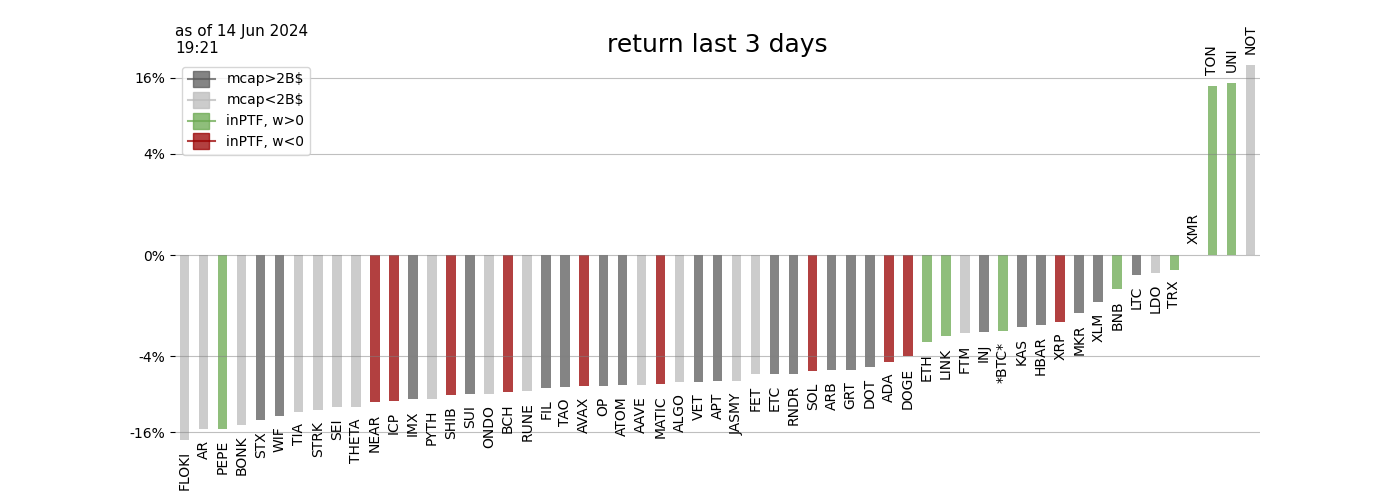 as of 14 Jun 2024
19:21
return last 3 days
mcap>2B$
mcap<2B$
inPTF, w>0
inPTF, w<0
16%
4%
0%
-4%
-16%
FLOKI
AR
PEPE
BONK
STX
WIF
TIA
STRK
SEI
THETA
NEAR
ICP
IMX
PYTH
SHIB
SUI
ONDO
BCH
RUNE
FIL
TAO
AVAX
OP
ATOM
AAVE
MATIC
ALGO
VET
APT
JASMY
FET
ETC
RNDR
SOL
ARB
GRT
DOT
ADA
DOGE
ETH
LINK
FTM
INJ
*BTC*
KAS
HBAR
XRP
MKR
XLM
BNB
LTC
LDO
TRX
XMR
TON
UNI
NOT